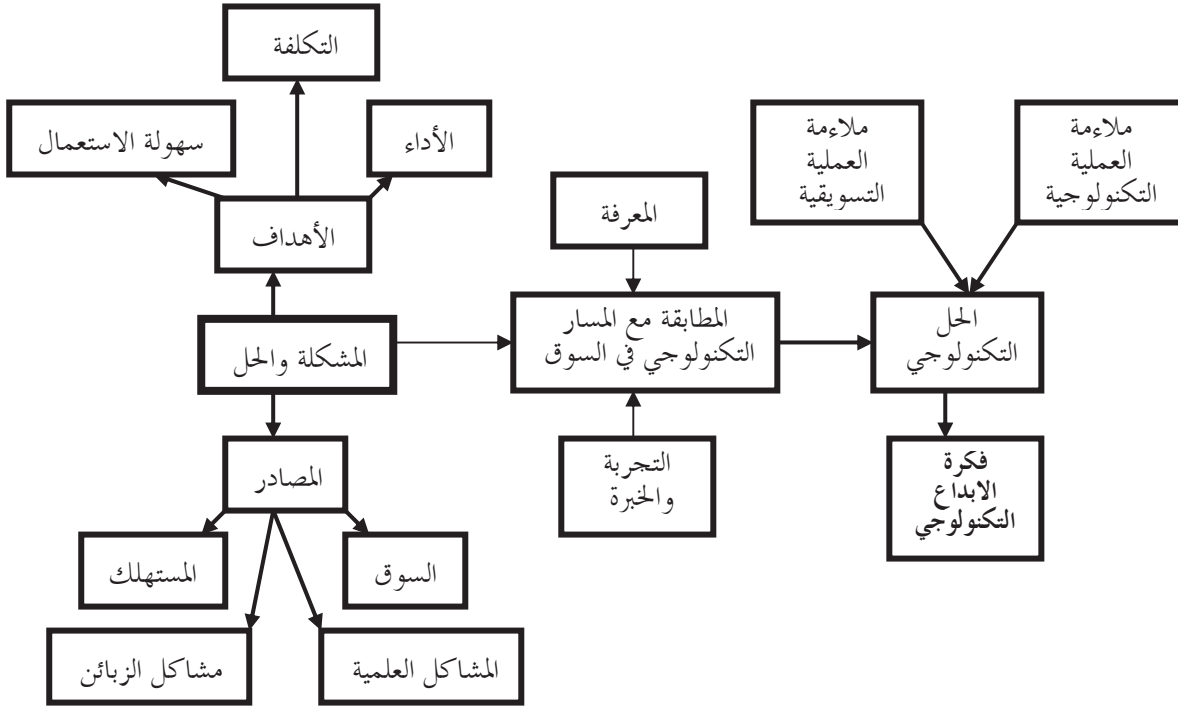 التكلفة
سهولة الاستعمال
الأداء
الأهداف
المشكلة والحل
المصادر
المستهلك
السوق
مشاكل الزبائن
المشاكل العلمية
المعرفة
المطابقة مع المسار
التكنولوجي في السوق
التجربة
والخبرة
ملاءمة
العملية
التسويقية
ملاءمة
العملية
التكنولوجية
الحل
التكنولوجي
فكرة
الابداع
التكنولوجي